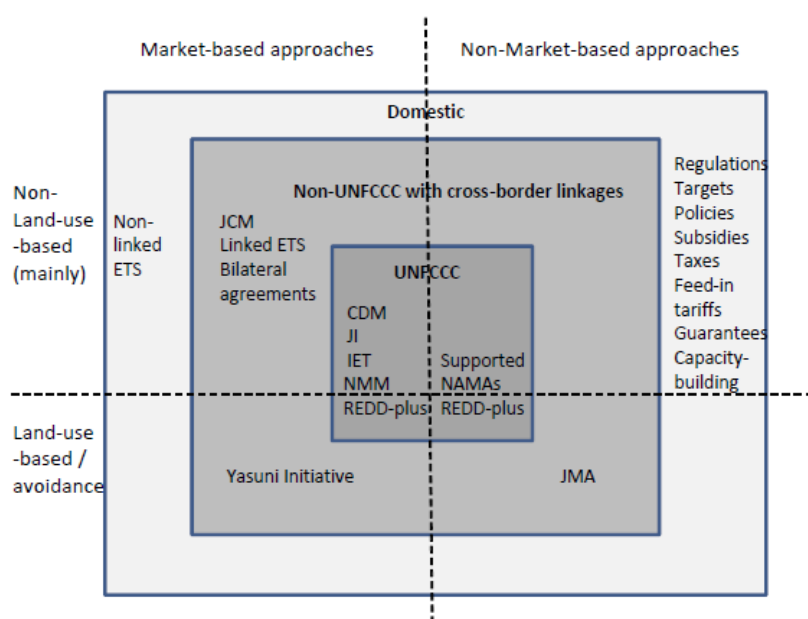 Market-based approaches
Non-Market-based approaches
Domestic
Non-UNFCCC with cross-border linkages
UNFCCC
Non-
Land-use
-based
(mainly)
Non-
linked
ETS
JCM
Linked ETS
Bilateral
agreements
CDM
JI
IET
NMM
REDD-plus
Supported
NAMAs
REDD-plus
Regulations
Targets
Policies
Subsidies
Taxes
Feed-in
tariffs
Guarantees
Capacity-
building
Land-use
-based /
avoidance
Yasuni Initiative
JMA